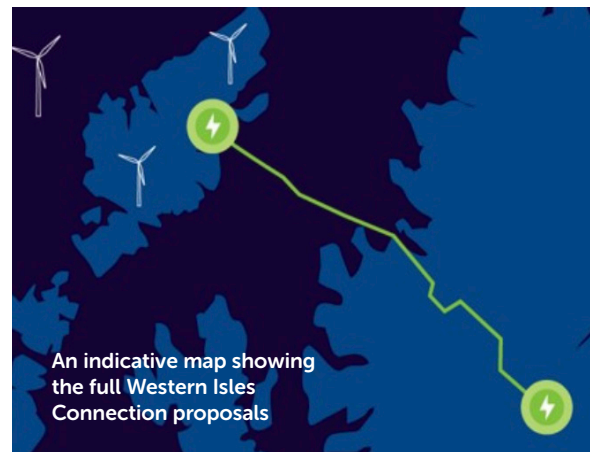 An indicative map showing
the full Western Isles
Connection proposals